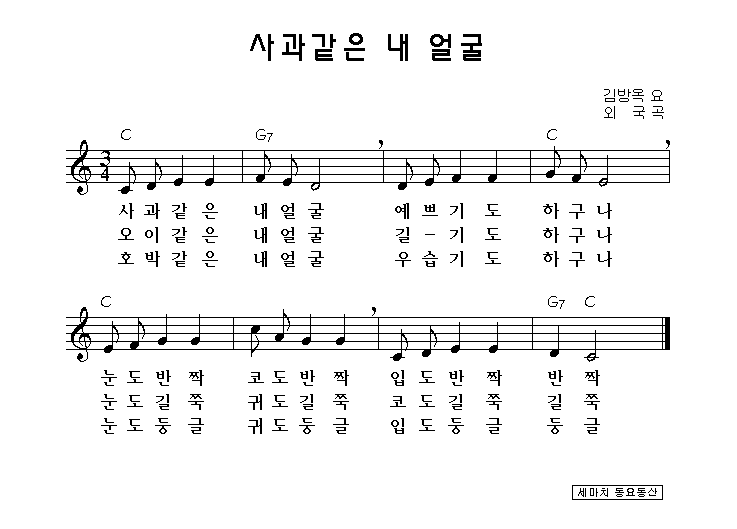 사과같은 내 얼굴
김방옥 요
외 국 곡
C G7 C
3
4
사 과 같 은 내 얼 굴 예 쁘 기 도 하 구 나
오 이 같 은 내 얼 굴 길 - 기 도 하 구 나
호 박 같 은 내 얼 굴 우 습 기 도 하 구 나
C G7 C
눈 도 반 짝 코 도 반 짝 입 도 반 짝 반 짝
눈 도 길 쭉 귀 도 길 쭉 코 도 길 쭉 길 쭉
눈 도 둥 글 귀 도 둥 글 입 도 둥 글 둥 글
세마치 동요동산